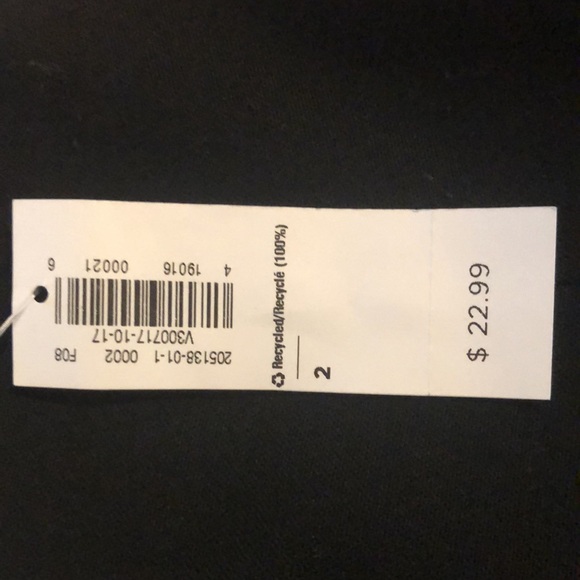 205138-01-1 0002 F08
V300717-10-17
4 19016 00021 6
Recycled/Recyclé (100%)
2
$ 22.99